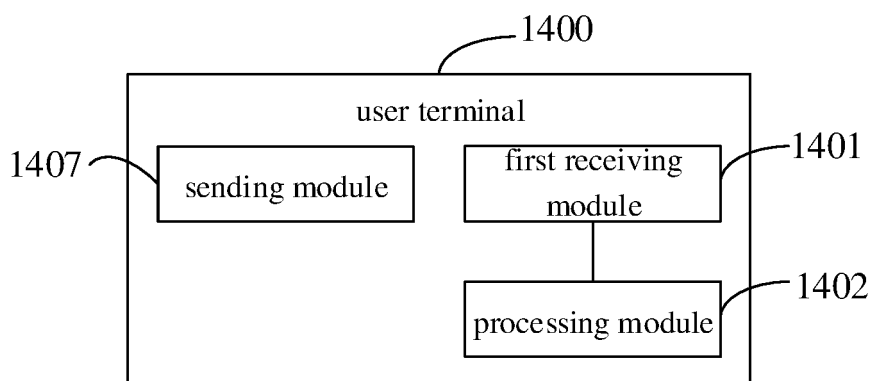 1400
user terminal
1407
sending module
first receiving
module
1401
processing module
1402